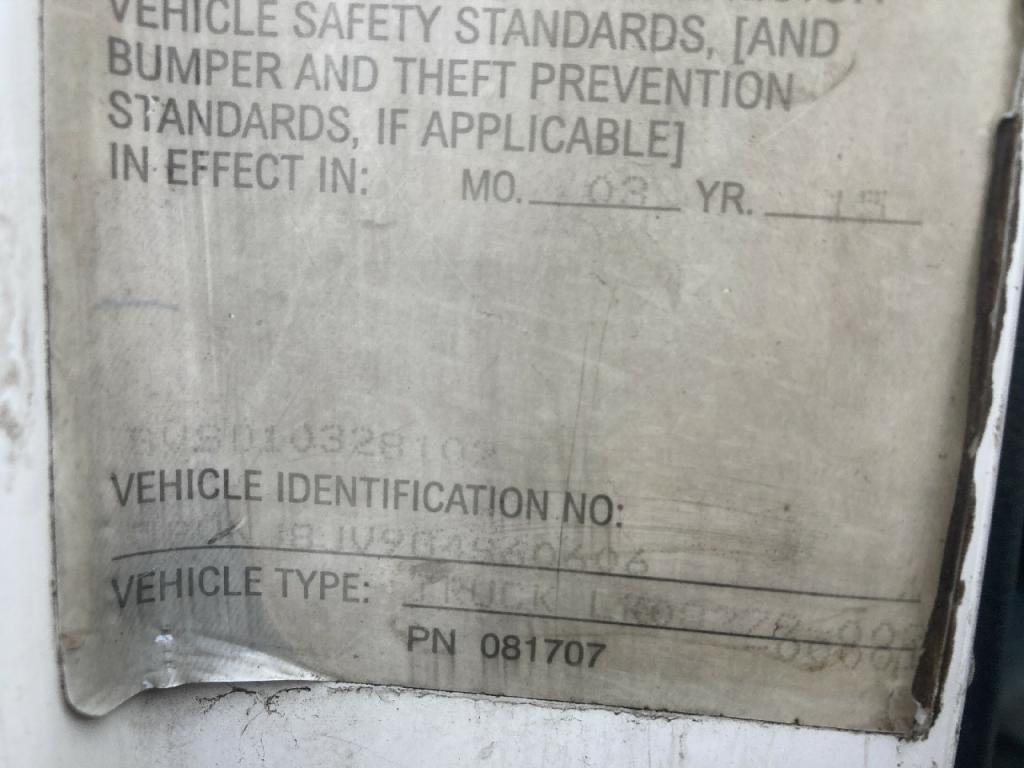 VEHICLE SAFETY STANDARDS, [AND
BUMPER AND THEFT PREVENTION
STANDARDS, IF APPLICABLE]
IN EFFECT IN: MO. 03 YR. 15
VEHICLE IDENTIFICATION NO:
VEHICLE TYPE: TRUCK
PN 081707